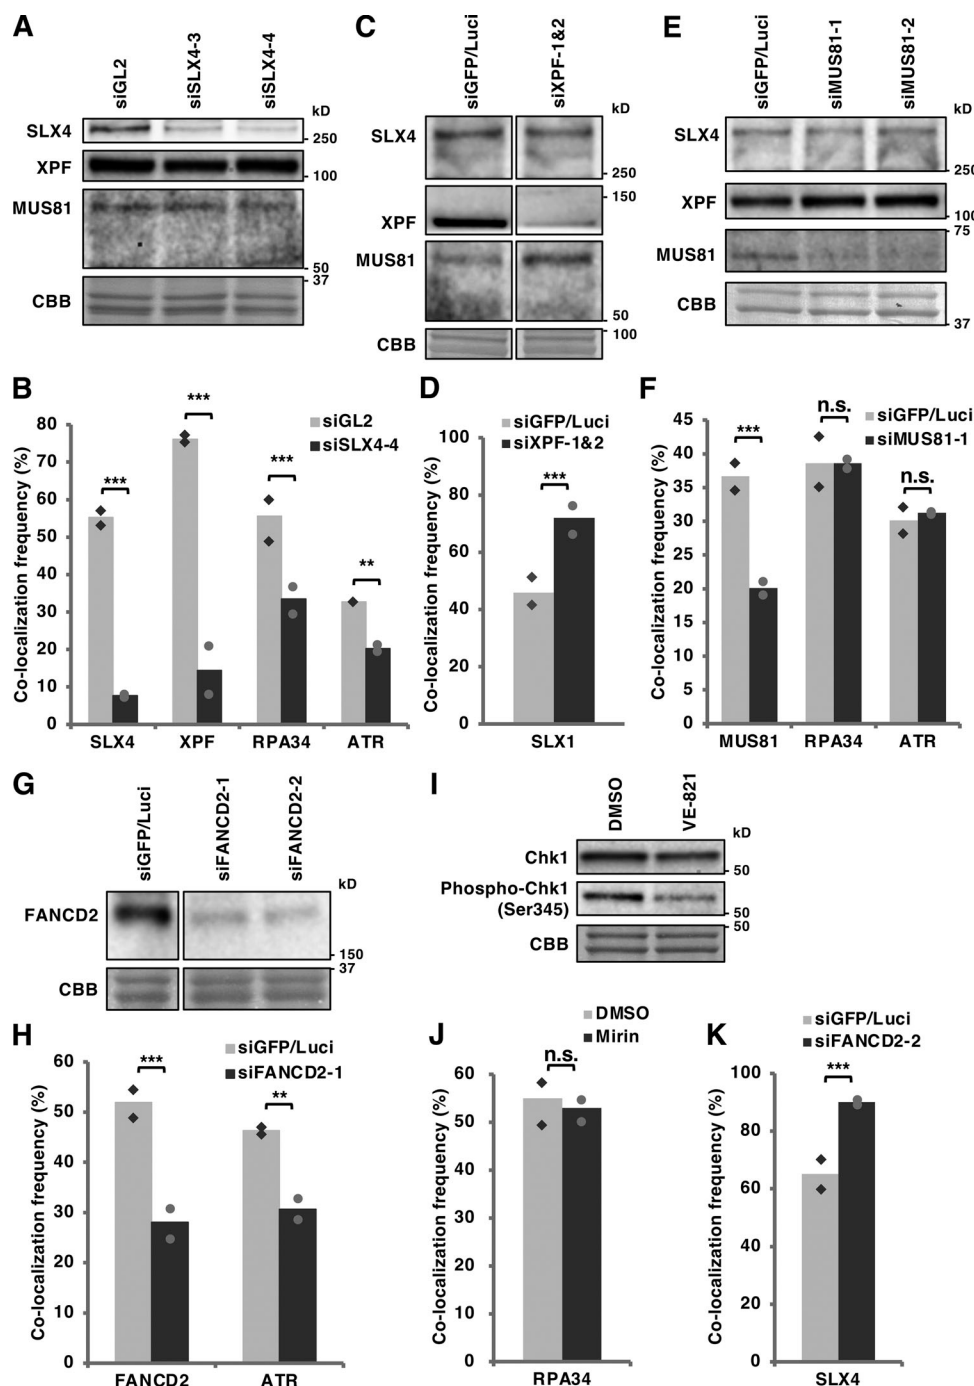 A
siGL2
siSLX4-3
siSLX4-4
kD
SLX4
250
XPF
100
MUS81
50
37
CBB
C
siGFP/Luci
siXPF-1&2
kD
SLX4
250
150
XPF
MUS81
50
100
CBB
E
siGFP/Luci
siMUS81-1
siMUS81-2
kD
SLX4
250
XPF
100
75
MUS81
CBB
37
B
siGL2
siSLX4-4
Co-localization frequency (%)
80
70
60
50
40
30
20
10
0
***
***
***
**
SLX4
XPF
RPA34
ATR
D
siGFP/Luci
siXPF-1&2
Co-localization frequency (%)
100
80
60
40
20
0
***
SLX1
F
siGFP/Luci
siMUS81-1
Co-localization frequency (%)
45
40
35
30
25
20
15
10
5
0
***
n.s.
n.s.
MUS81
RPA34
ATR
G
siGFP/Luci
siFANCD2-1
siFANCD2-2
kD
FANCD2
150
37
CBB
I
DMSO
VE-821
kD
Chk1
50
Phospho-Chk1
(Ser345)
50
50
CBB
H
siGFP/Luci
siFANCD2-1
Co-localization frequency (%)
60
50
40
30
20
10
0
***
**
FANCD2
ATR
J
DMSO
Mirin
Co-localization frequency (%)
60
50
40
30
20
10
0
n.s.
RPA34
K
siGFP/Luci
siFANCD2-2
Co-localization frequency (%)
100
80
60
40
20
0
***
SLX4